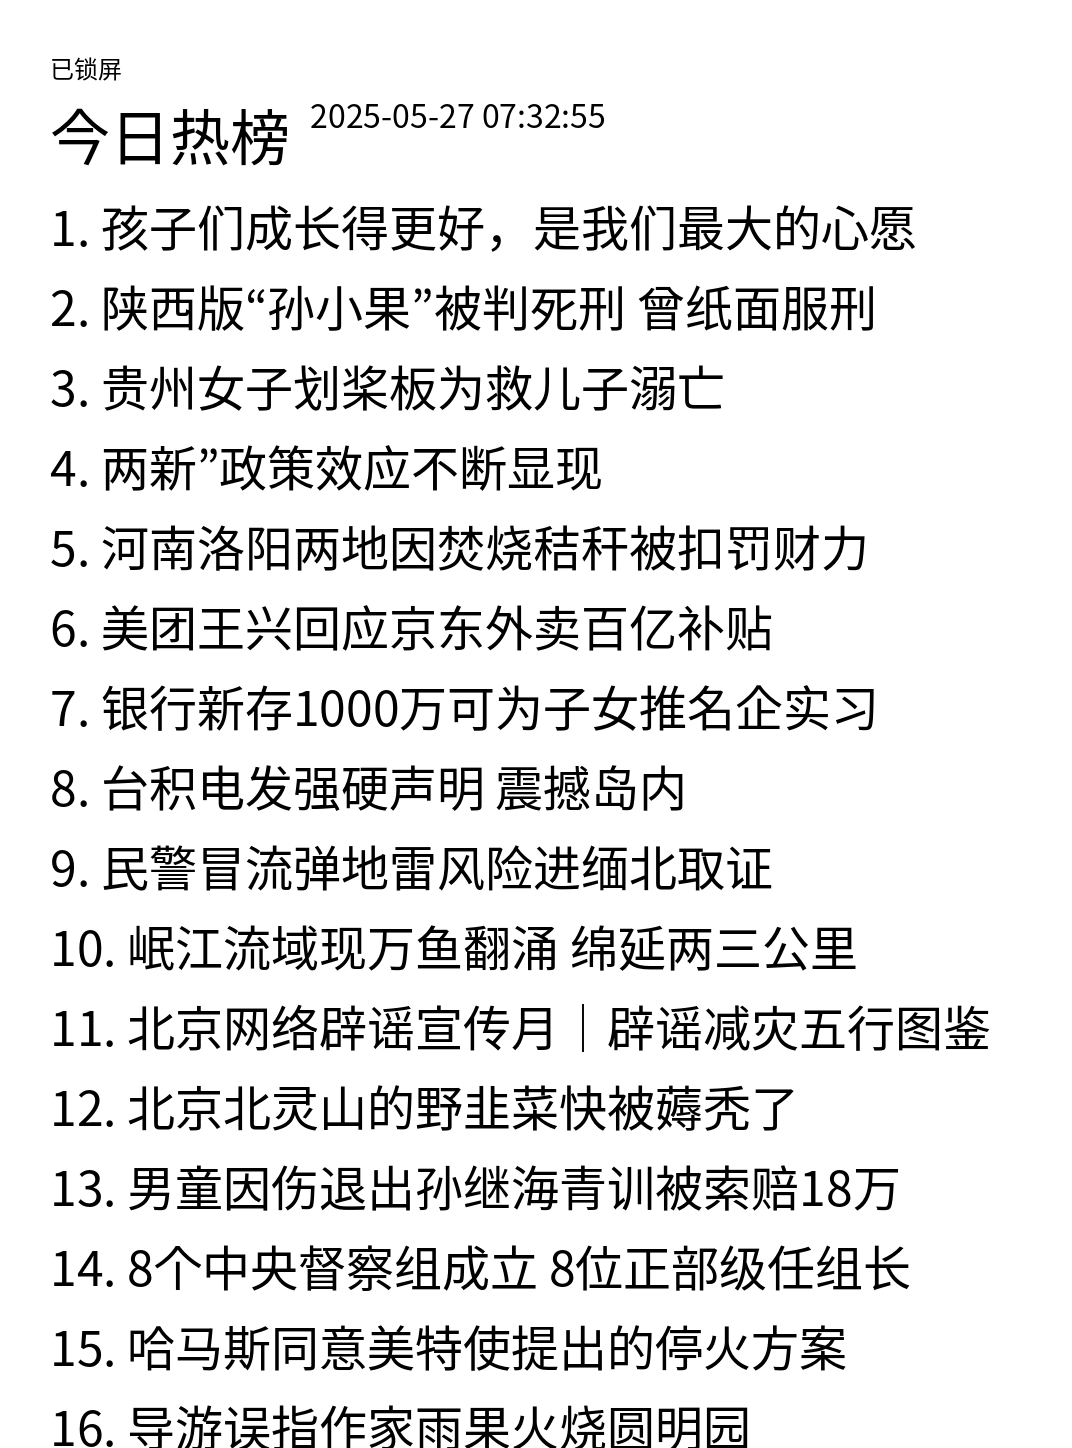 已锁屏
今日热榜 2025-05-27 07:32:55
1. 孩子们成长得更好，是我们最大的心愿
2. 陕西版“孙小果”被判死刑 曾纸面服刑
3. 贵州女子划桨板为救儿子溺亡
4. 两新”政策效应不断显现
5. 河南洛阳两地因焚烧秸秆被扣罚财力
6. 美团王兴回应京东外卖百亿补贴
7. 银行新存1000万可为子女推名企实习
8. 台积电发强硬声明 震撼岛内
9. 民警冒流弹地雷风险进缅北取证
10. 岷江流域现万鱼翻涌 绵延两三公里
11. 北京网络辟谣宣传月｜辟谣减灾五行图鉴
12. 北京北灵山的野韭菜快被薅秃了
13. 男童因伤退出孙继海青训被索赔18万
14. 8个中央督察组成立 8位正部级任组长
15. 哈马斯同意美特使提出的停火方案
16. 导游误指作家雨果火烧圆明园